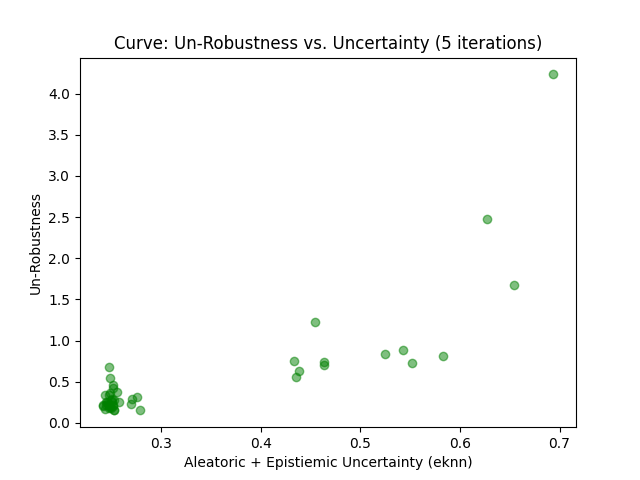 Curve: Un-Robustness vs. Uncertainty (5 iterations)
4.0
3.5
3.0
2.5
2.0
1.5
1.0
0.5
0.0
Un-Robustness
0.3 0.4 0.5 0.6 0.7
Aleatoric + Epistiemic Uncertainty (eknn)